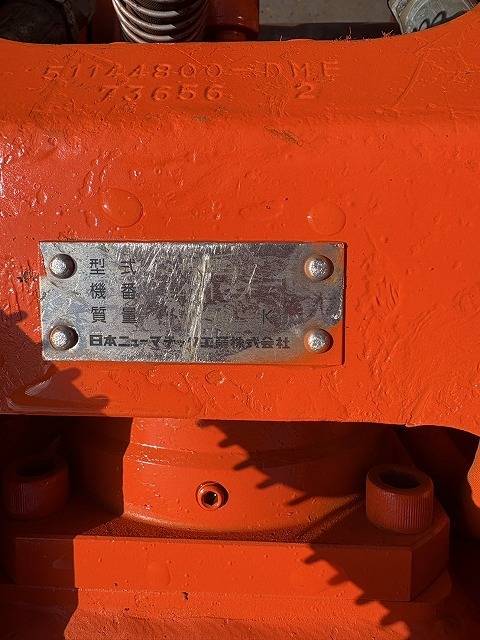 51144800-DMF
73656 2
型式
機番
質量 K
日本ニューマチック工業株式会社